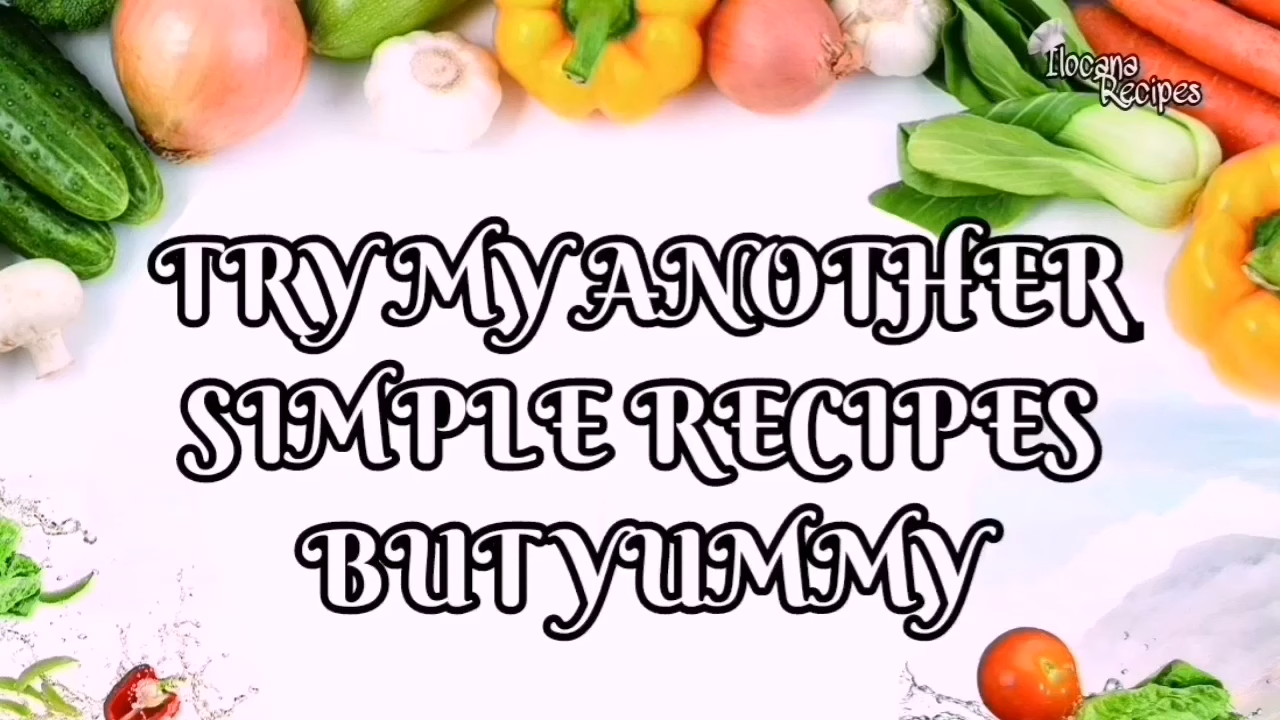 Ilocana
Recipes
TRY MY ANOTHER
SIMPLE RECIPES
BUT YUMMY